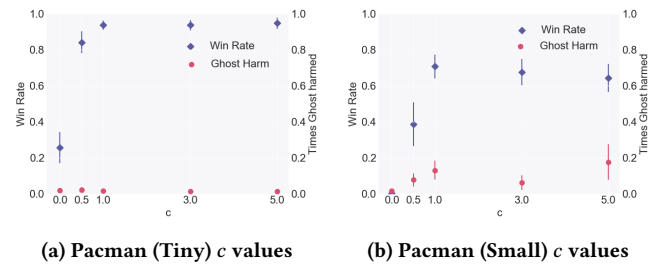 1.0
0.8
0.6
0.4
0.2
0.0
Win Rate
Win Rate
Ghost Harm
1.0
0.8
0.6
0.4
0.2
0.0
Times Ghost harmed
0.0 0.5 1.0 3.0 5.0
c
(a) Pacman (Tiny) c values
1.0
0.8
0.6
0.4
0.2
0.0
Win Rate
Win Rate
Ghost Harm
1.0
0.8
0.6
0.4
0.2
0.0
Times Ghost harmed
0.0 0.5 1.0 3.0 5.0
c
(b) Pacman (Small) c values